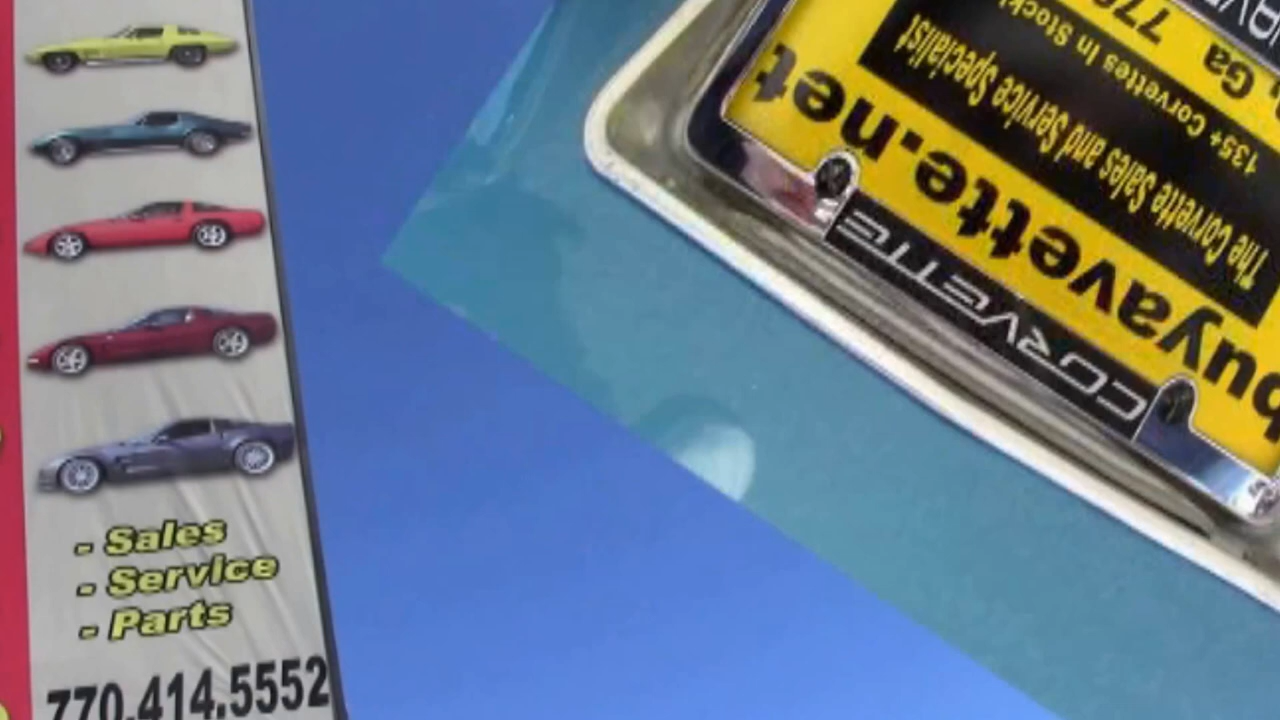 - Sales
- Service
- Parts
770.414.5552
770
Ga
135+ Corvettes In Stock!
The Corvette Sales and Service Specialist
buyavette.net
CORVETTE